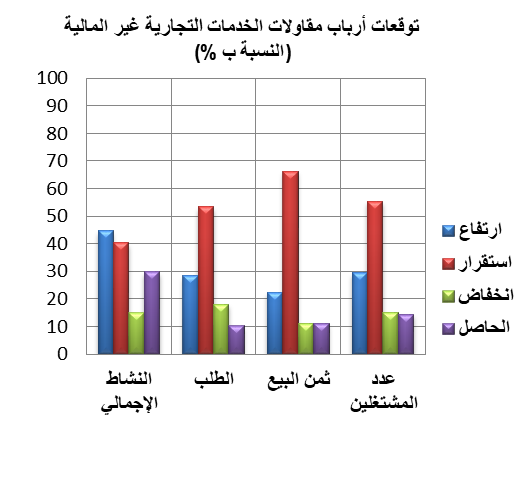 توقعات أرباب مقاولات الخدمات التجارية غير المالية
(النسبة ب %)
100
90
80
70
60
50
40
30
20
10
0
ارتفاع
استقرار
انخفاض
الحاصل
النشاط
الإجمالي
الطلب
ثمن البيع
عدد
المشتغلين